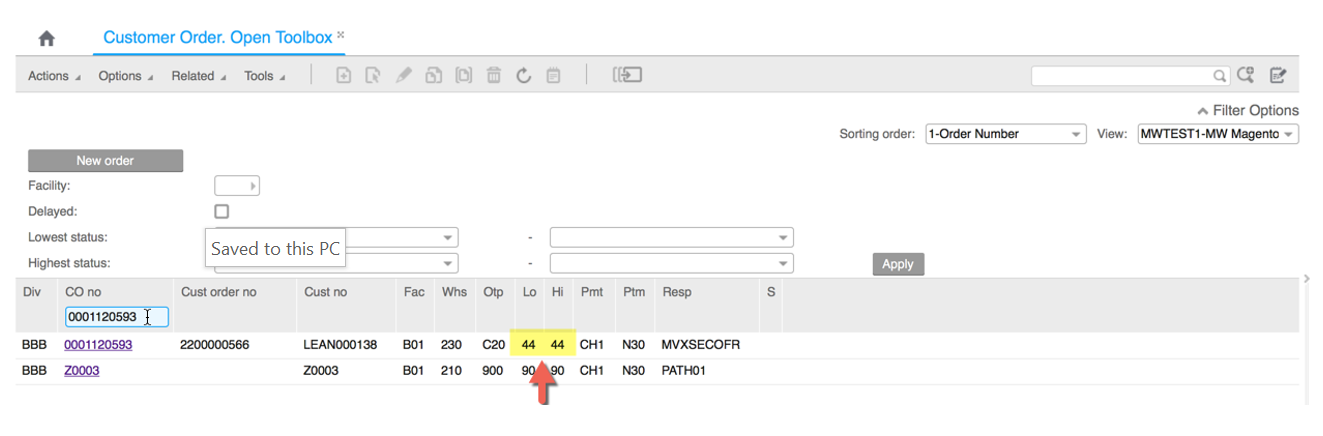 Customer Order. Open Toolbox ×
Actions Options Related Tools
Filter Options
Sorting order: 1-Order Number View: MWTEST1-MW Magento
New order
Facility:
Delayed:
Lowest status: -
Saved to this PC
Highest status: - Apply
Div CO no Cust order no Cust no Fac Whs Otp Lo Hi Pmt Ptm Resp S
0001120593
BBB 0001120593 2200000566 LEAN000138 B01 230 C20 44 44 CH1 N30 MVXSECOFR
BBB Z0003 Z0003 B01 210 900 90 90 CH1 N30 PATH01